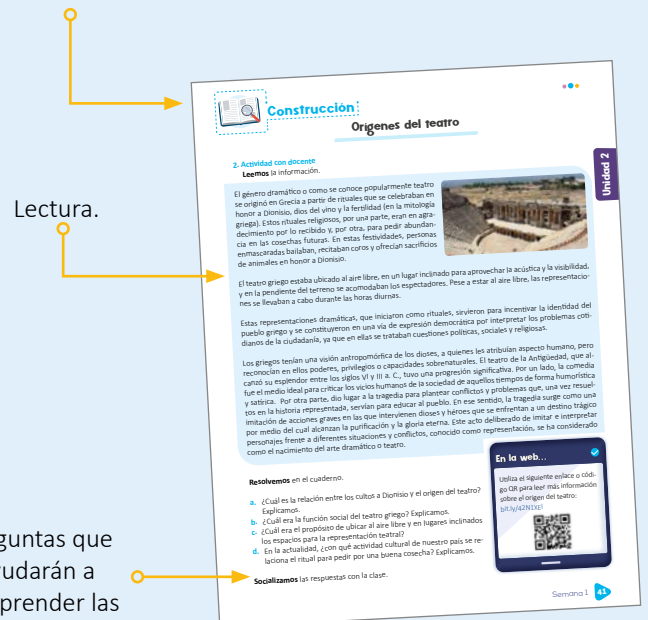 Construcción
Origenes del teatro
2. Actividad con docente
Leemos la información.
Unidad 2
El género dramático o como se conoce popularmente teatro
se originó en Grecia a partir de rituales que se celebraban en
honor a Dionisio, dios del vino y la fertilidad (en la mitología
griega). Estos rituales religiosos, por una parte, eran en agra-
decimiento por lo recibido y, por otra, para pedir abundan-
cia en las cosechas futuras. En estas festividades, personas
enmascaradas bailaban, recitaban coros y ofrecían sacrificios
de animales en honor a Dionisio.
Lectura.
El teatro griego estaba ubicado al aire libre, en un lugar inclinado para aprovechar la acústica y la visibilidad,
y en la pendiente del terreno se acomodaban los espectadores. Pese a estar al aire libre, las representacio-
nes se llevaban a cabo durante las horas diurnas.
Estas representaciones dramáticas, que iniciaron como rituales, sirvieron para incentivar la identidad del
pueblo griego y se constituyeron en una vía de expresión democrática por interpretar los problemas coti-
dianos de la ciudadanía, ya que en ellas se trataban cuestiones políticas, sociales y religiosas.
Los griegos tenían una visión antropomórfica de los dioses, a quienes les atribuían aspecto humano, pero
reconocían en ellos poderes, privilegios o capacidades sobrenaturales. El teatro de la Antigüedad, que al-
canzó su esplendor entre los siglos VI y III a. C., tuvo una progresión significativa. Por un lado, la comedia
fue el medio ideal para criticar los vicios humanos de la sociedad de aquellos tiempos de forma humorística
y satírica. Por otra parte, dio lugar a la tragedia para plantear conflictos y problemas que, una vez resuel-
tos en la historia representada, servían para educar al pueblo. En ese sentido, la tragedia surge como una
imitación de acciones graves en las que intervienen dioses y héroes que se enfrentan a un destino trágico
por medio del cual alcanzan la purificación y la gloria eterna. Este acto deliberado de imitar e interpretar
personajes frente a diferentes situaciones y conflictos, conocido como representación, se ha considerado
como el nacimiento del arte dramático o teatro.
Resolvemos en el cuaderno.
a. ¿Cuál es la relación entre los cultos a Dionisio y el origen del teatro?
Explicamos.
b. ¿Cuál era la función social del teatro griego? Explicamos.
c. ¿Cuál era el propósito de ubicar al aire libre y en lugares inclinados
los espacios para la representación teatral?
d. En la actualidad, ¿con qué actividad cultural de nuestro país se re-
laciona el ritual para pedir por una buena cosecha? Explicamos.
Socializamos las respuestas con la clase.
En la web...
Utiliza el siguiente enlace o códi-
go QR para leer más información
sobre el origen del teatro:
bit.ly/42N1XEl
guntas que
udarán a
prender las
Semana 1 41